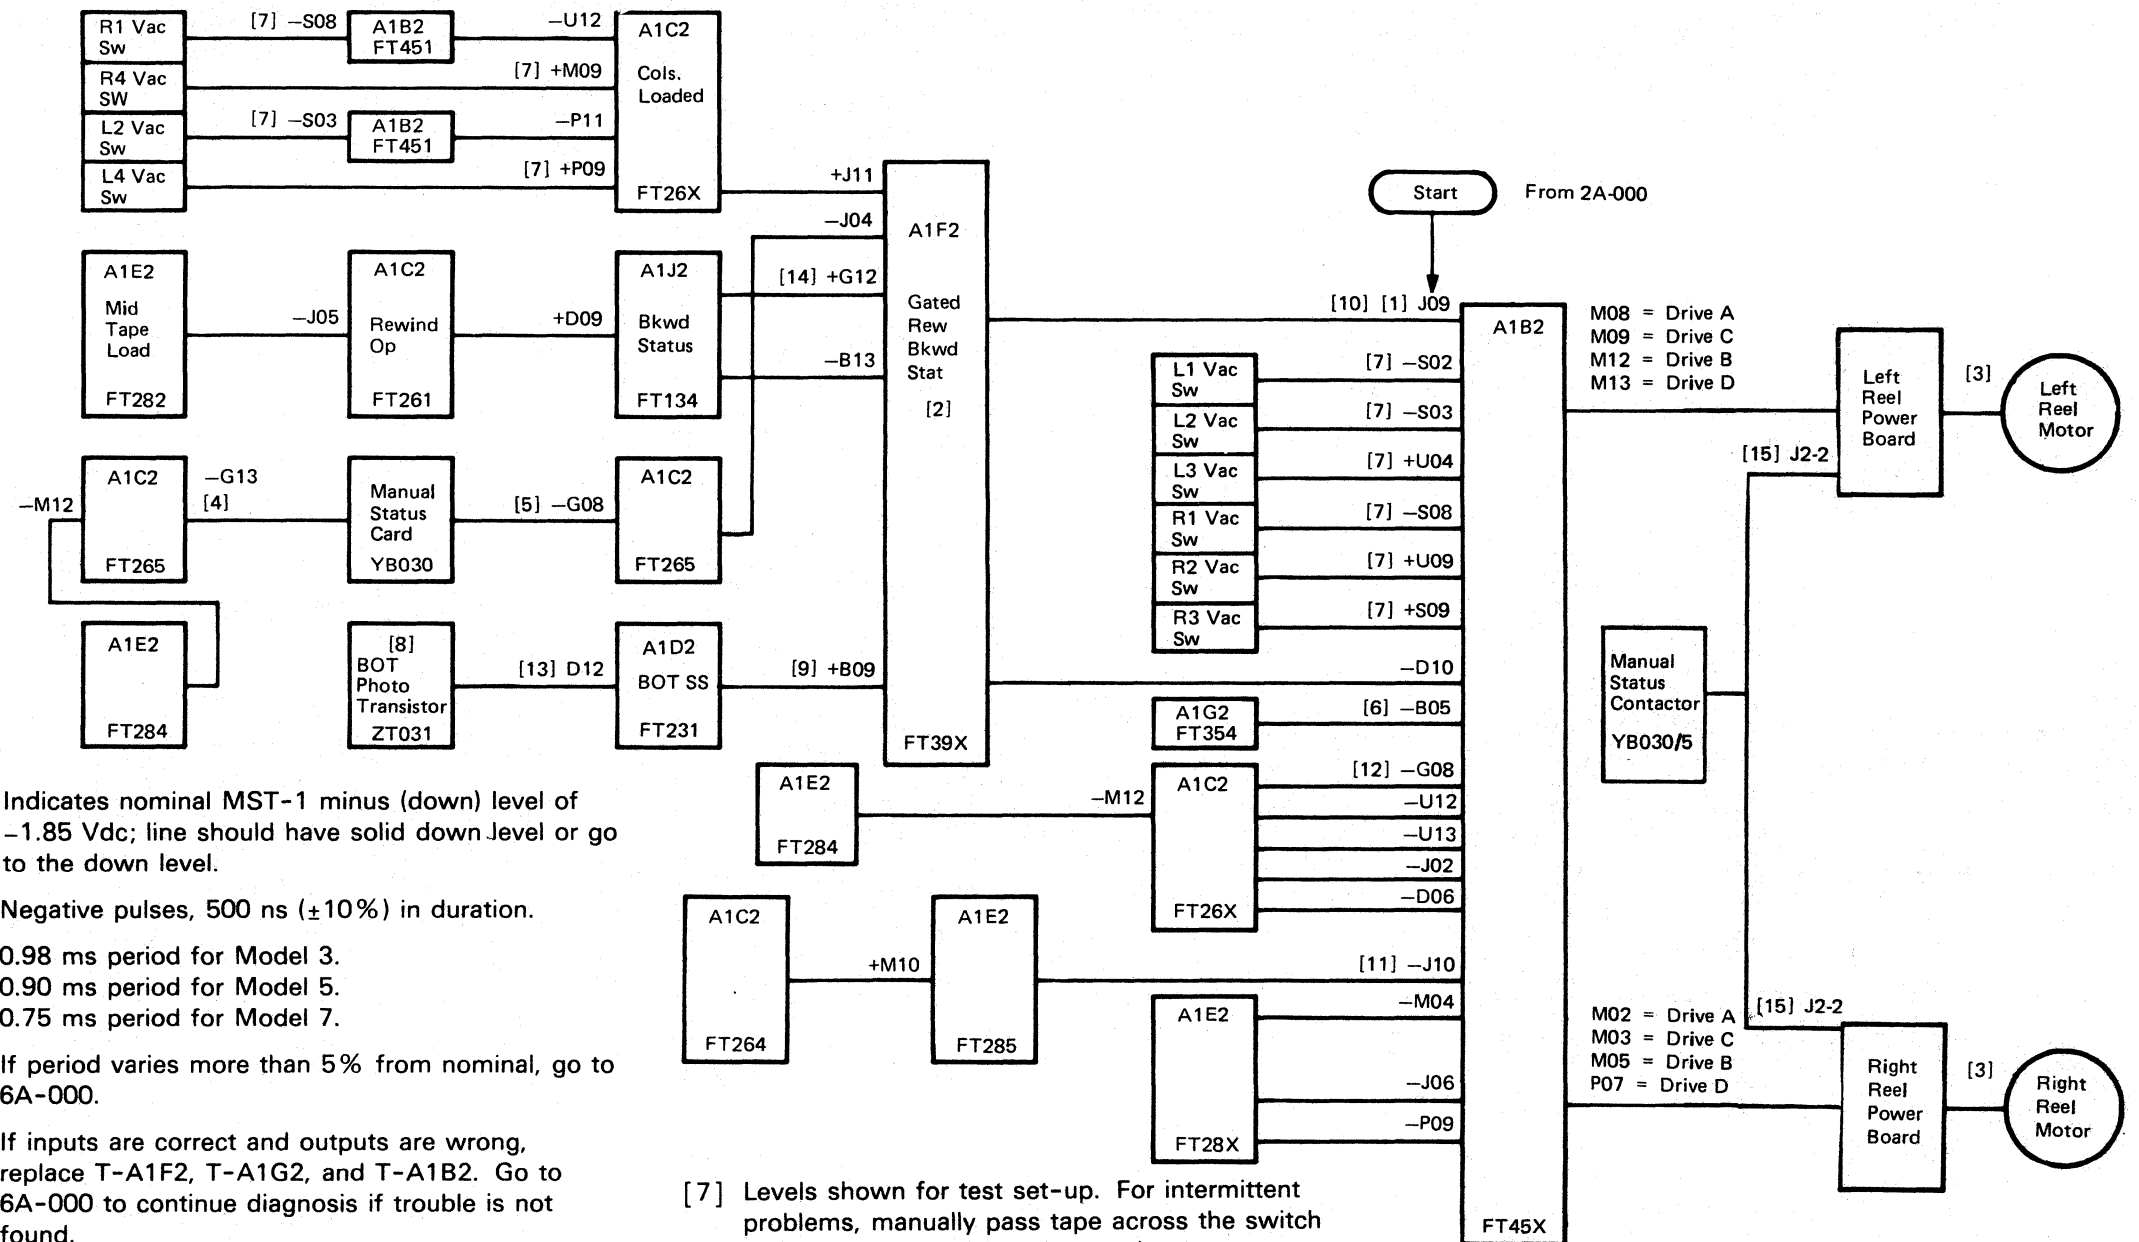 R1 Vac
Sw
[7] —S08
A1B2
FT451
—U12
R4 Vac
SW
[7] +M09
L2 Vac
Sw
[7] —S03
A1B2
FT451
—P11
L4 Vac
Sw
[7] +P09
A1C2
Cols.
Loaded
FT26X
+J11
—J04
[14] +G12
—B13
A1E2
Mid
Tape
Load
FT282
—J05
A1C2
Rewind
Op
FT261
+D09
A1J2
Bkwd
Status
FT134
—M12
A1C2
FT265
—G13
[4]
Manual
Status
Card
YB030
[5] —G08
A1C2
FT265
A1E2
FT284
[8]
BOT
Photo
Transistor
ZT031
[13] D12
A1D2
BOT SS
FT231
[9] +B09
A1F2
Gated
Rew
Bkwd
Stat
[2]
FT39X
Start
From 2A-000
[10] [1] J09
L1 Vac
Sw
[7] —S02
L2 Vac
Sw
[7] —S03
L3 Vac
Sw
[7] +U04
R1 Vac
Sw
[7] —S08
R2 Vac
Sw
[7] +U09
R3 Vac
Sw
[7] +S09
—D10
A1G2
FT354
[6] —B05
A1E2
FT284
—M12
A1C2
FT26X
[12] —G08
—U12
—U13
—J02
—D06
A1C2
FT264
+M10
A1E2
FT285
[11] —J10
A1E2
FT28X
—M04
—J06
—P09
A1B2
FT45X
M08 = Drive A
M09 = Drive C
M12 = Drive B
M13 = Drive D
Left
Reel
Power
Board
[3]
Left
Reel
Motor
[15] J2-2
Manual
Status
Contactor
YB030/5
[15] J2-2
M02 = Drive A
M03 = Drive C
M05 = Drive B
P07 = Drive D
Right
Reel
Power
Board
[3]
Right
Reel
Motor
Indicates nominal MST-1 minus (down) level of
–1.85 Vdc; line should have solid down level or go
to the down level.
Negative pulses, 500 ns (±10%) in duration.
0.98 ms period for Model 3.
0.90 ms period for Model 5.
0.75 ms period for Model 7.
If period varies more than 5% from nominal, go to
6A-000.
If inputs are correct and outputs are wrong,
replace T-A1F2, T-A1G2, and T-A1B2. Go to
6A-000 to continue diagnosis if trouble is not
found.
[7] Levels shown for test set-up. For intermittent
problems, manually pass tape across the switch